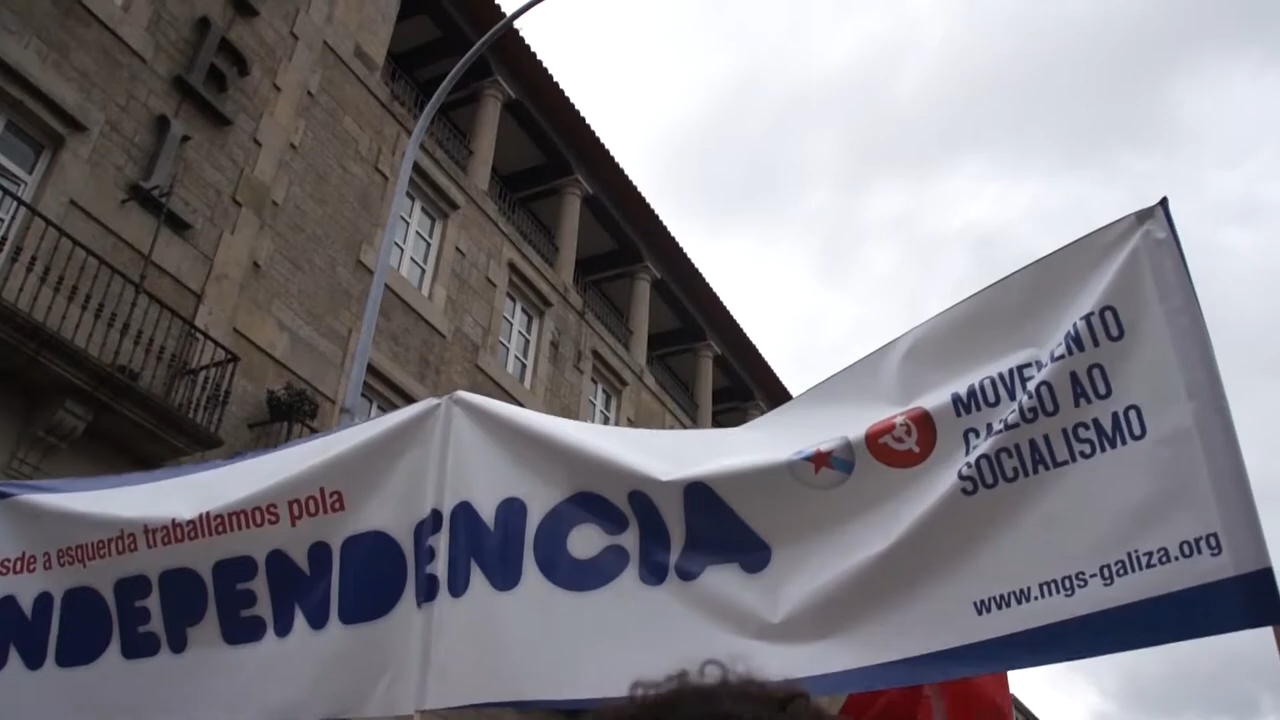 sde a esquerda traballamos pola
NDEPENDENCIA
MOVEMENTO
GALEGO AO
SOCIALISMO
www.mgs-galiza.org